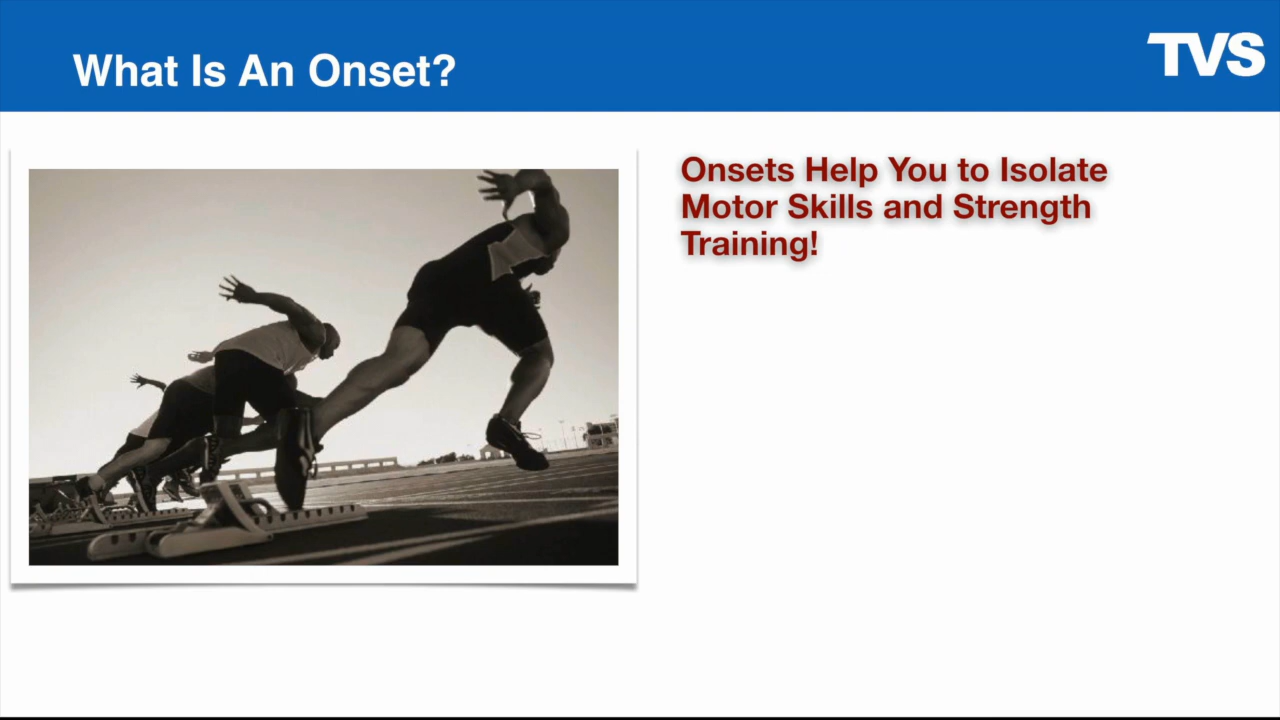 What Is An Onset?
TVS
Onsets Help You to Isolate
Motor Skills and Strength
Training!